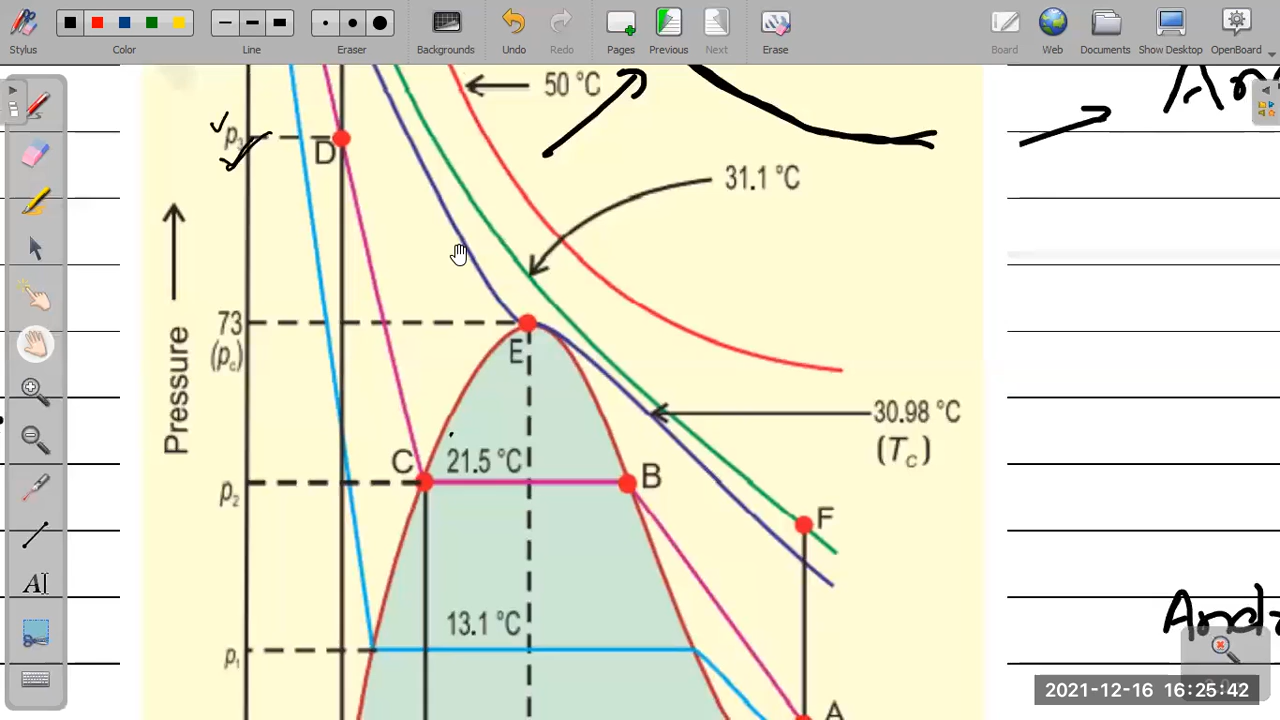 Stylus
Color
Line
Eraser
Backgrounds
Undo
Redo
Pages
Previous
Next
Erase
Board
Web
Documents
Show Desktop
OpenBoard
50 °C
p3
D
31.1 °C
Pressure
73
(pc)
E
30.98 °C
(Tc)
C
21.5 °C
B
p2
F
13.1 °C
p1
A
2021-12-16 16:25:42